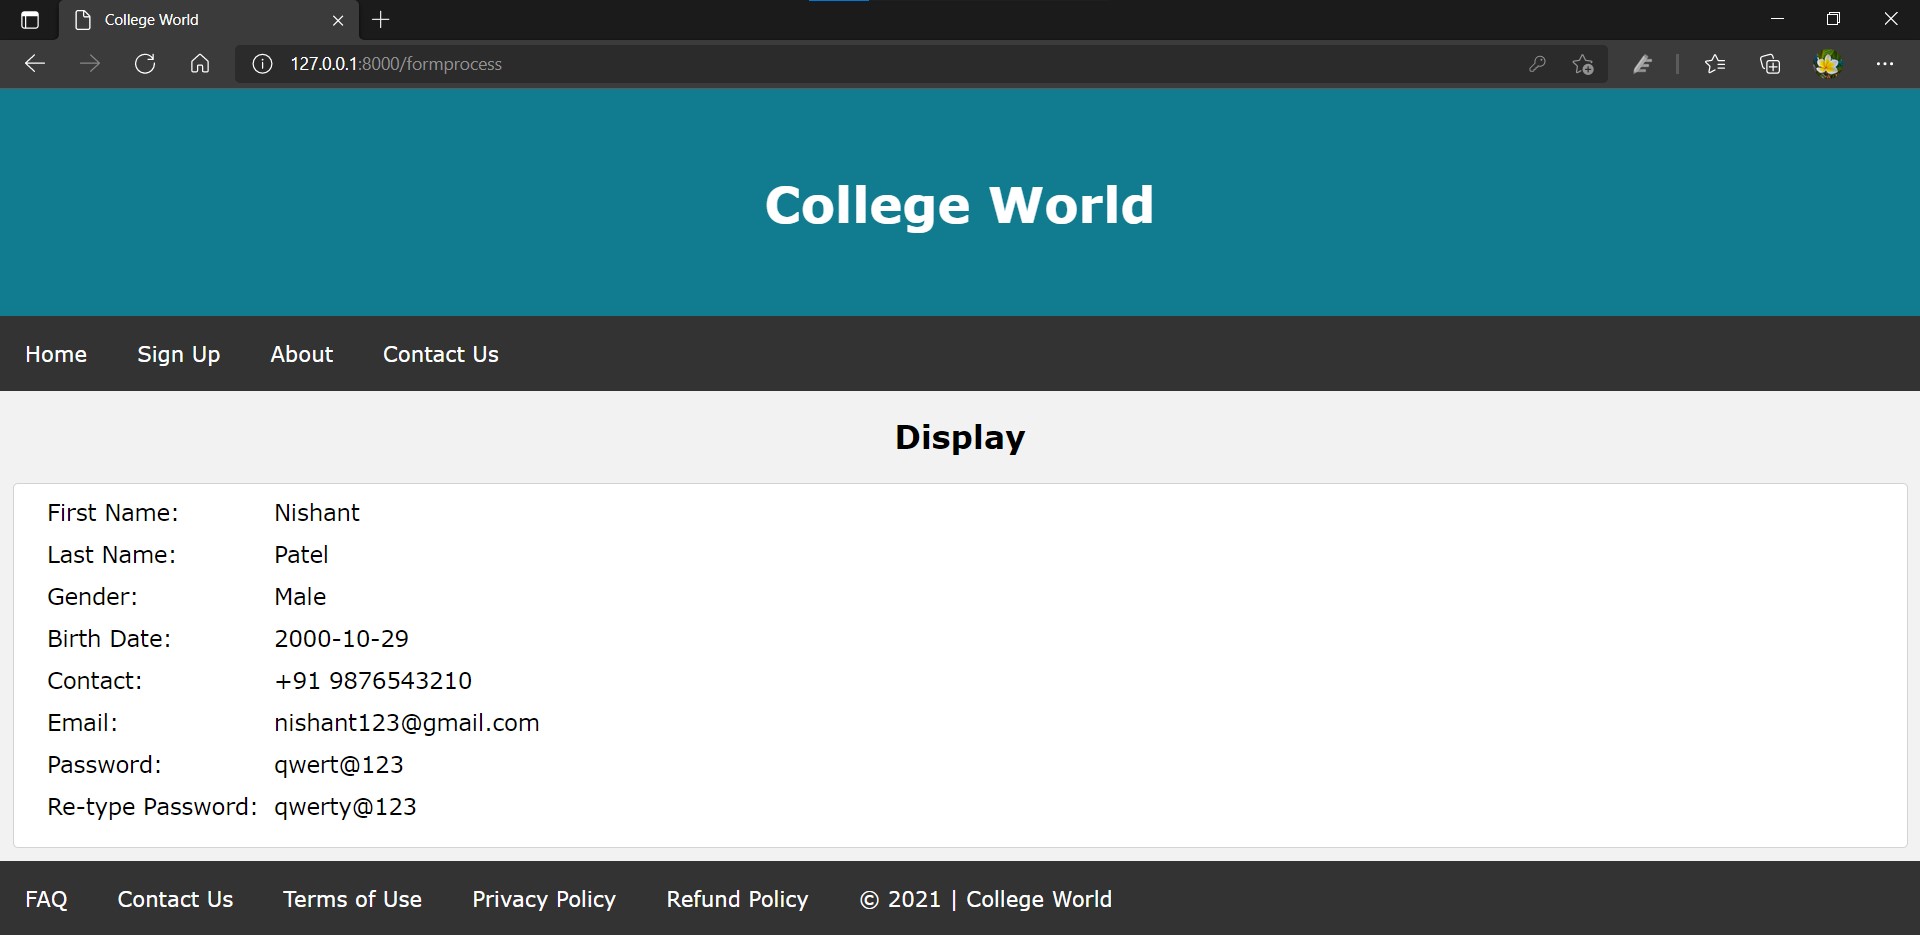 College World
127.0.0.1:8000/formprocess
College World
Home Sign Up About Contact Us
Display
First Name: Nishant
Last Name: Patel
Gender: Male
Birth Date: 2000-10-29
Contact: +91 9876543210
Email: nishant123@gmail.com
Password: qwert@123
Re-type Password: qwerty@123
FAQ Contact Us Terms of Use Privacy Policy Refund Policy © 2021 | College World